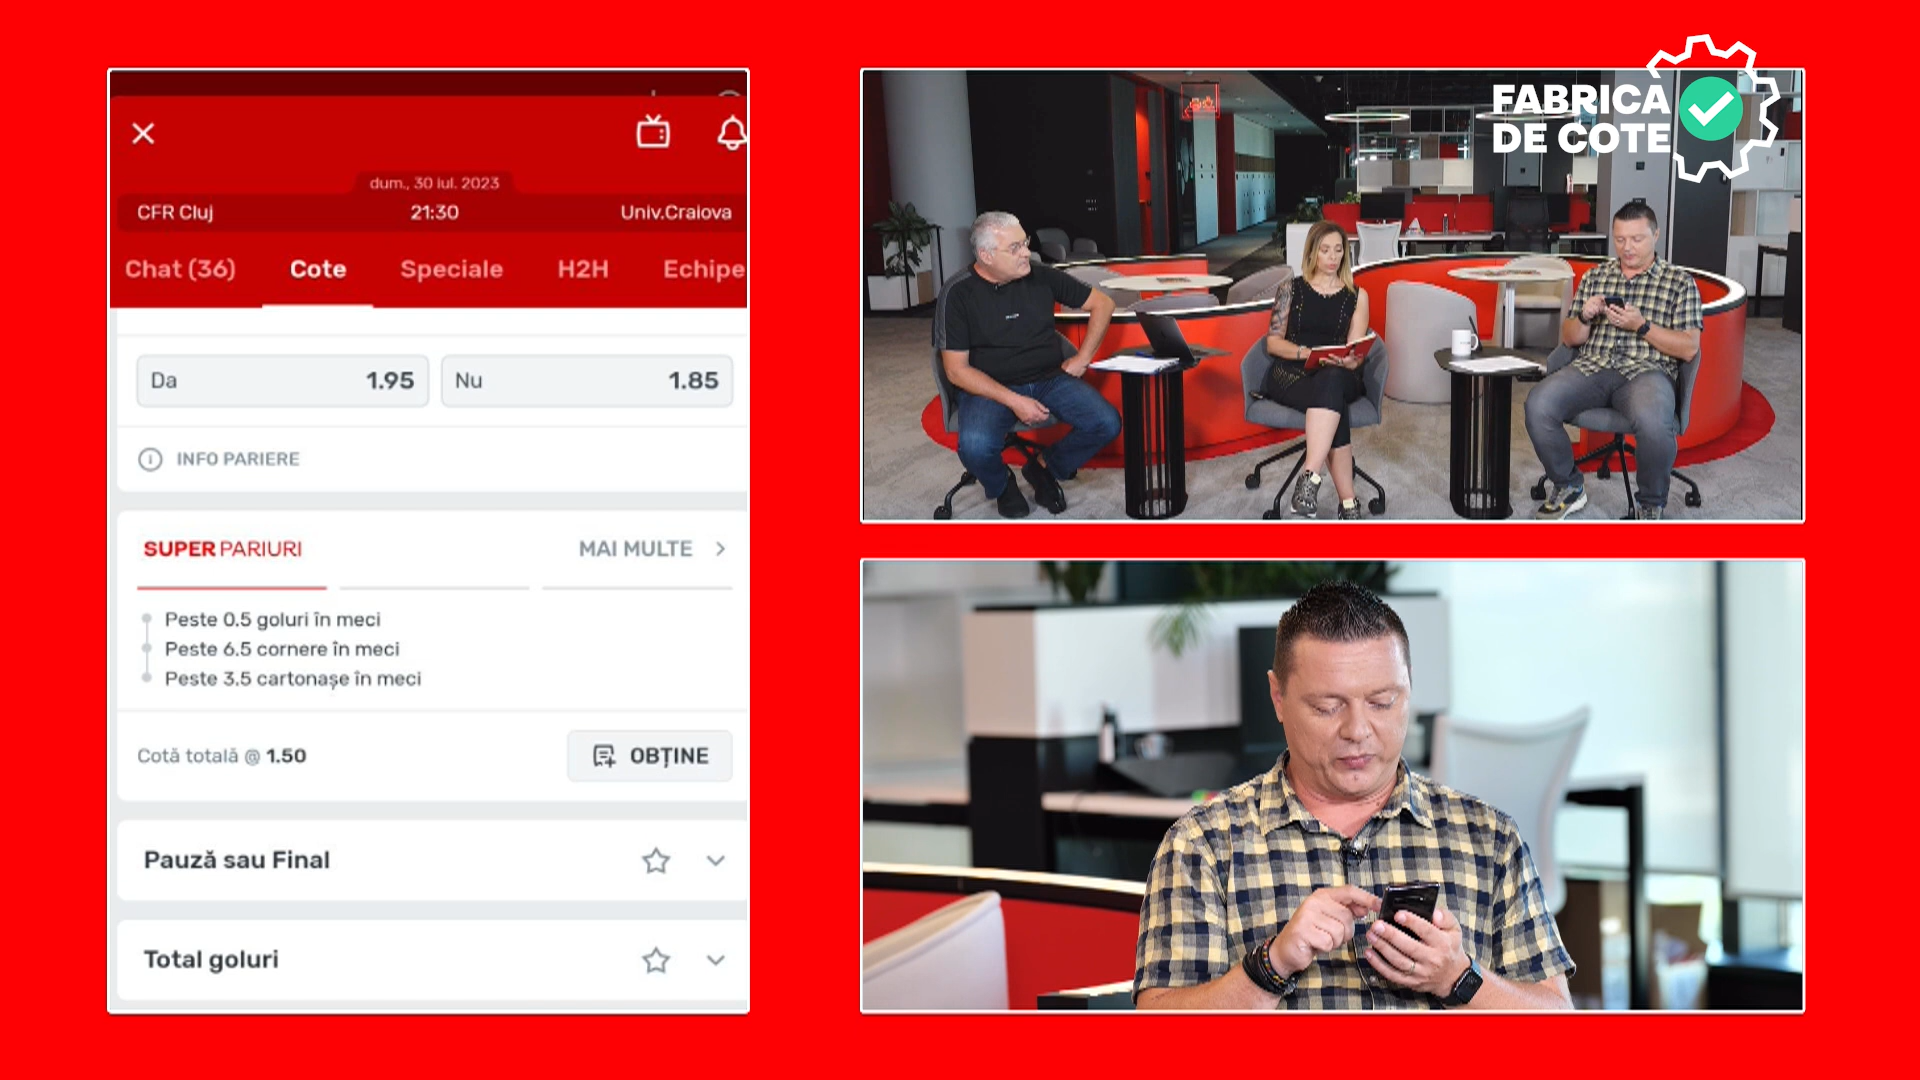 dum., 30 iul. 2023
CFR Cluj 21:30 Univ.Craiova
Chat (36) Cote Speciale H2H Echipe
Da 1.95 Nu 1.85
INFO PARIERE
SUPER PARIURI MAI MULTE
Peste 0.5 goluri în meci
Peste 6.5 cornere în meci
Peste 3.5 cartonașe în meci
Cotă totală @ 1.50 OBȚINE
Pauză sau Final
Total goluri
FABRICA
DE COTE